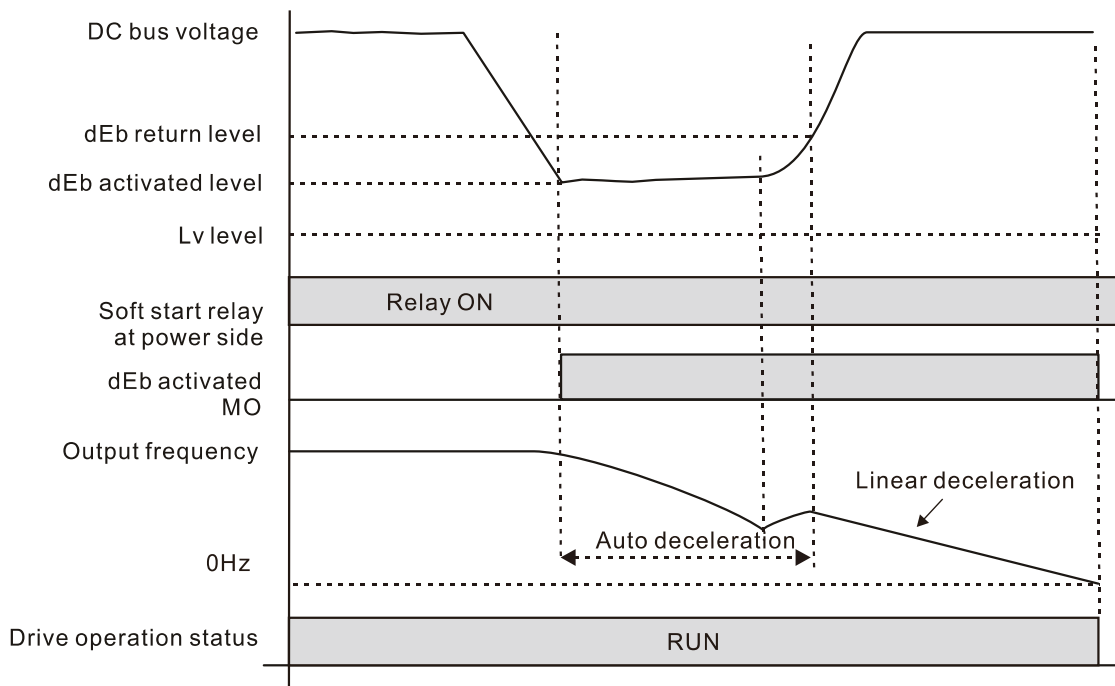 DC bus voltage
dEb return level
dEb activated level
Lv level
Relay ON
Soft start relay
at power side
dEb activated
MO
Output frequency
Linear deceleration
Auto deceleration
0Hz
Drive operation status
RUN